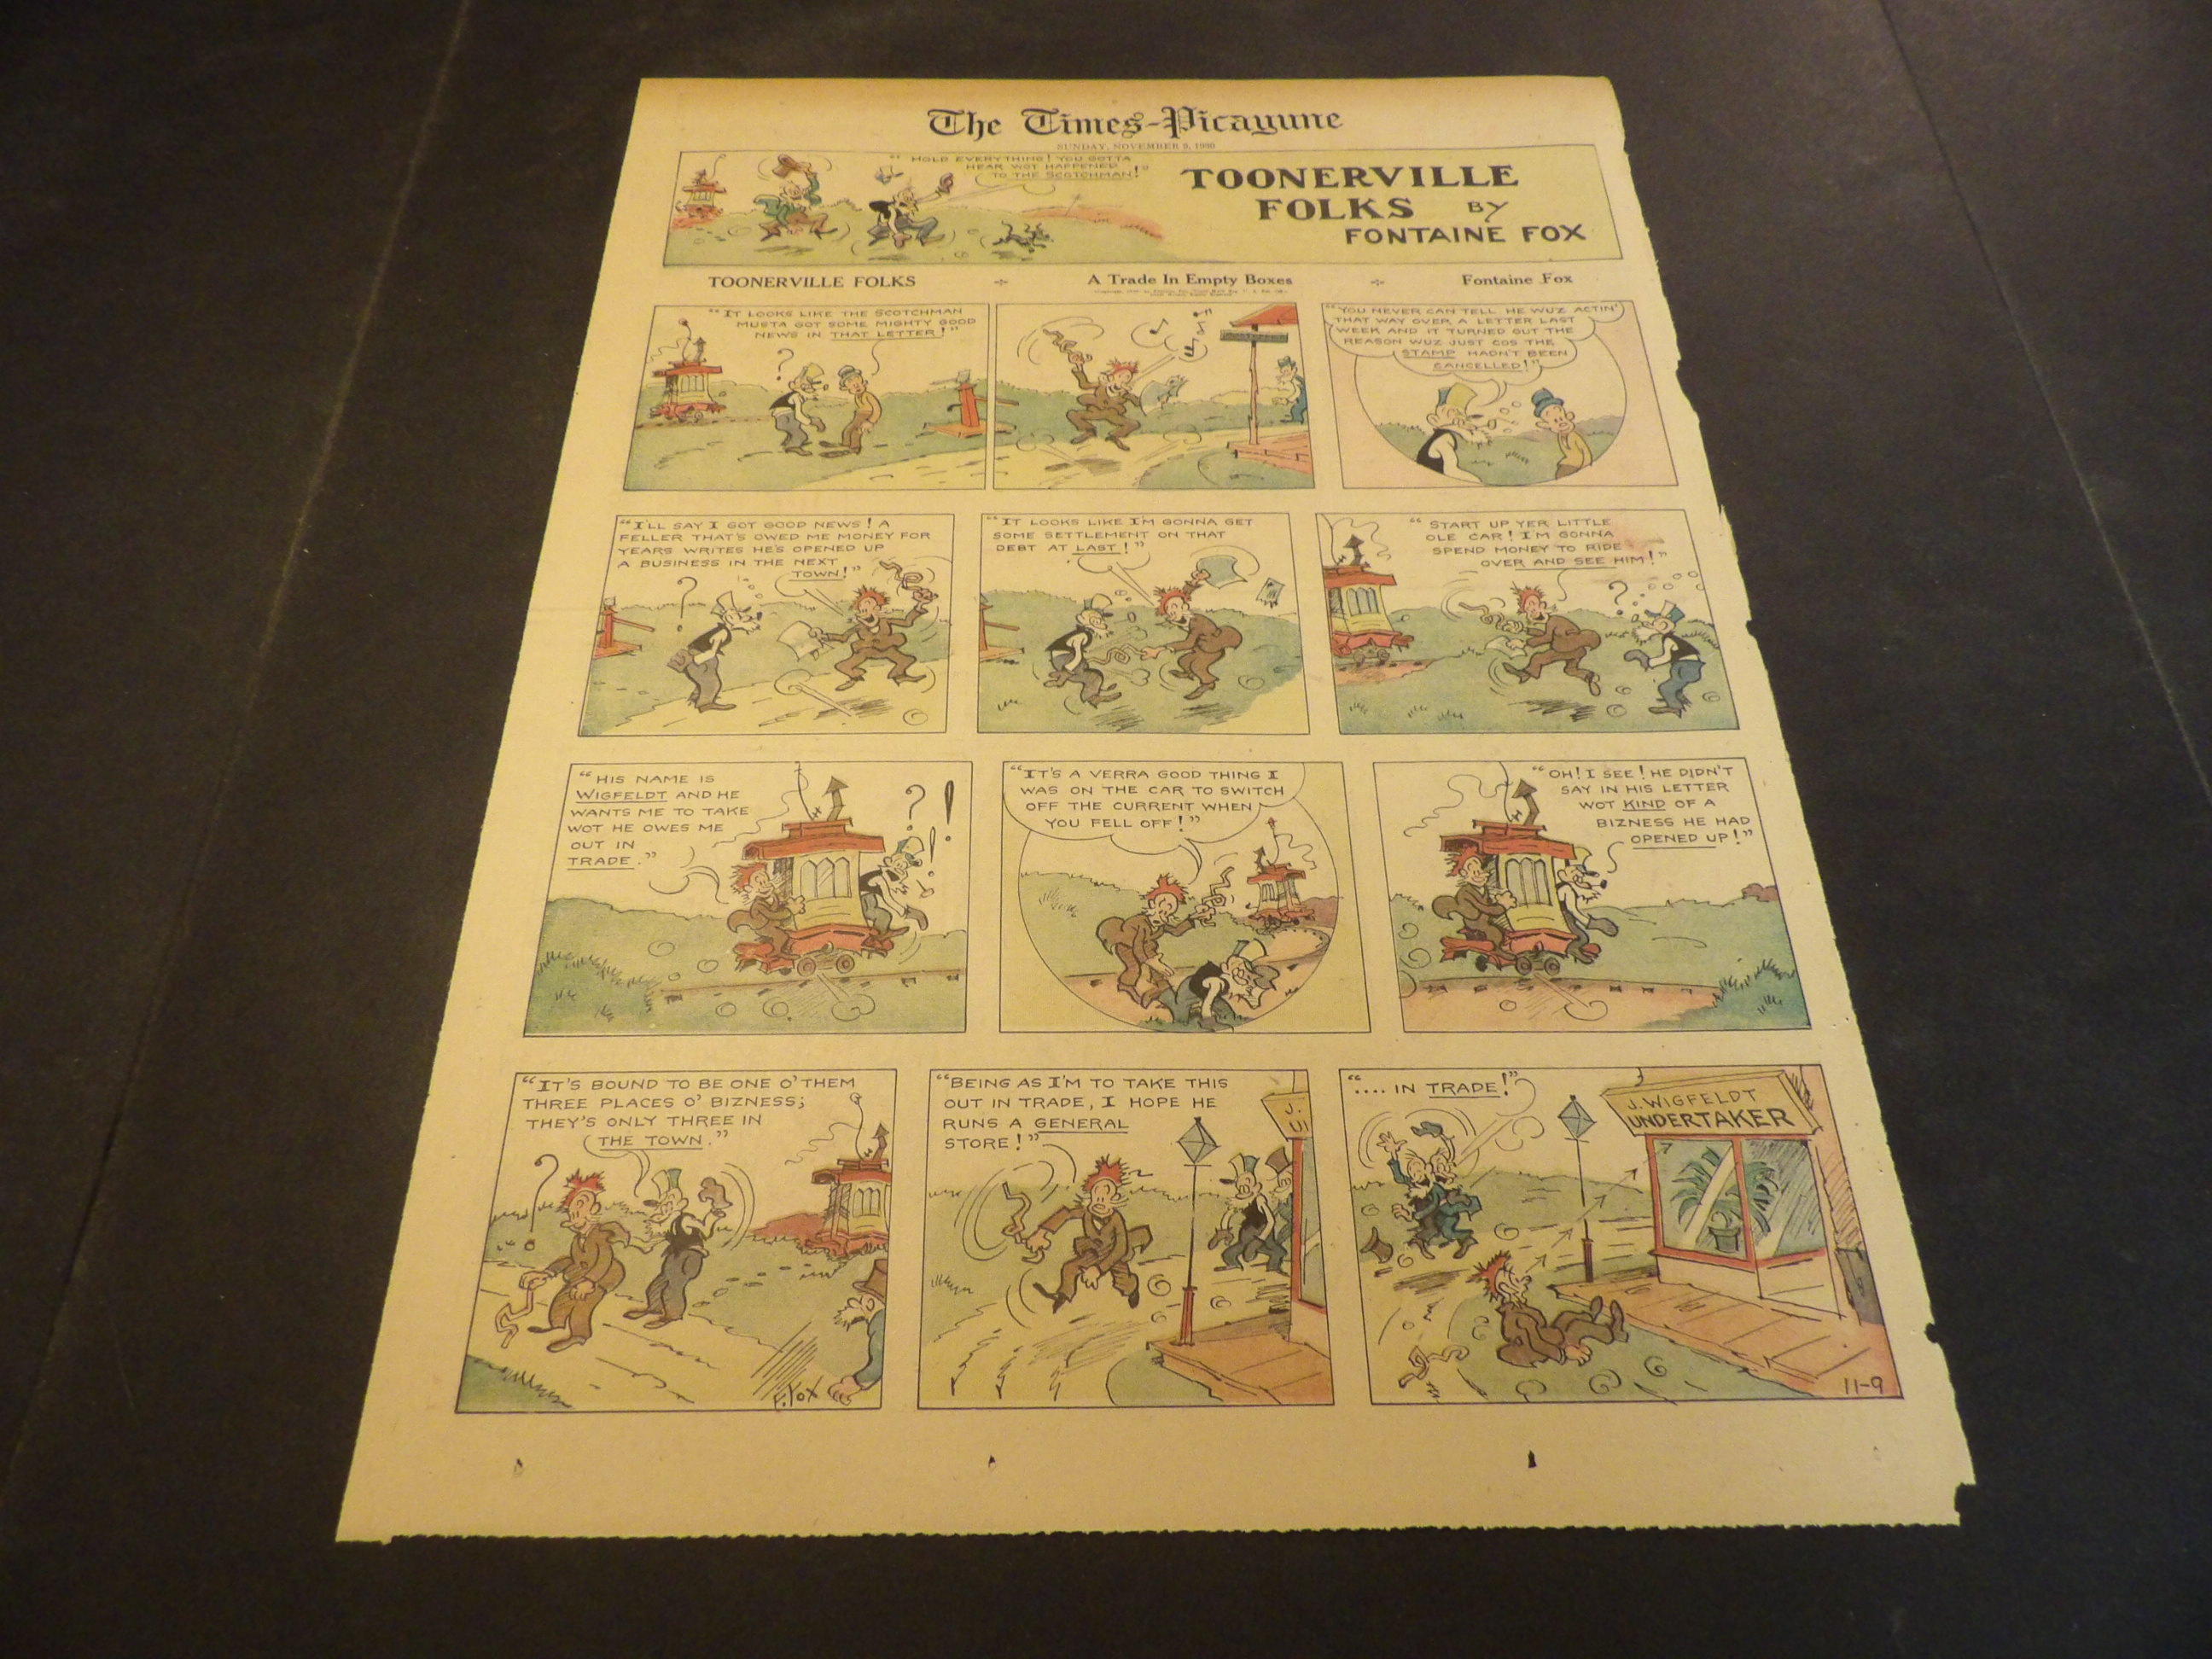 The Times-Picayune
SUNDAY, NOVEMBER 9, 1930
"HOLD EVERYTHING! YOU GOTTA
HEAR WOT HAPPENED
TO THE SCOTCHMAN!"
TOONERVILLE
FOLKS BY
FONTAINE FOX
TOONERVILLE FOLKS A Trade In Empty Boxes Fontaine Fox
"IT LOOKS LIKE THE SCOTCHMAN
MUSTA GOT SOME MIGHTY GOOD
NEWS IN THAT LETTER!"
?
"YOU NEVER CAN TELL. HE WUZ ACTIN'
THAT WAY OVER A LETTER LAST
WEEK AND IT TURNED OUT THE
REASON WUZ JUST COS THE
STAMP HADN'T BEEN
CANCELLED!"
"I'LL SAY I GOT GOOD NEWS! A
FELLER THAT'S OWED ME MONEY FOR
YEARS WRITES HE'S OPENED UP
A BUSINESS IN THE NEXT
TOWN!"
?
"IT LOOKS LIKE I'M GONNA GET
SOME SETTLEMENT ON THAT
DEBT AT LAST!"
"START UP YER LITTLE
OLE CAR! I'M GONNA
SPEND MONEY TO RIDE
OVER AND SEE HIM!"
?
"HIS NAME IS
WIGFELDT AND HE
WANTS ME TO TAKE
WOT HE OWES ME
OUT IN
TRADE."
? ! !
"IT'S A VERRA GOOD THING I
WAS ON THE CAR TO SWITCH
OFF THE CURRENT WHEN
YOU FELL OFF!"
"OH! I SEE! HE DIDN'T
SAY IN HIS LETTER
WOT KIND OF A
BIZNESS HE HAD
OPENED UP!"
"IT'S BOUND TO BE ONE O' THEM
THREE PLACES O' BIZNESS;
THEY'S ONLY THREE IN
THE TOWN."
?
F. FOX
"BEING AS I'M TO TAKE THIS
OUT IN TRADE, I HOPE HE
RUNS A GENERAL
STORE!"
J.
U
".... IN TRADE!"
J. WIGFELDT
UNDERTAKER
11-9